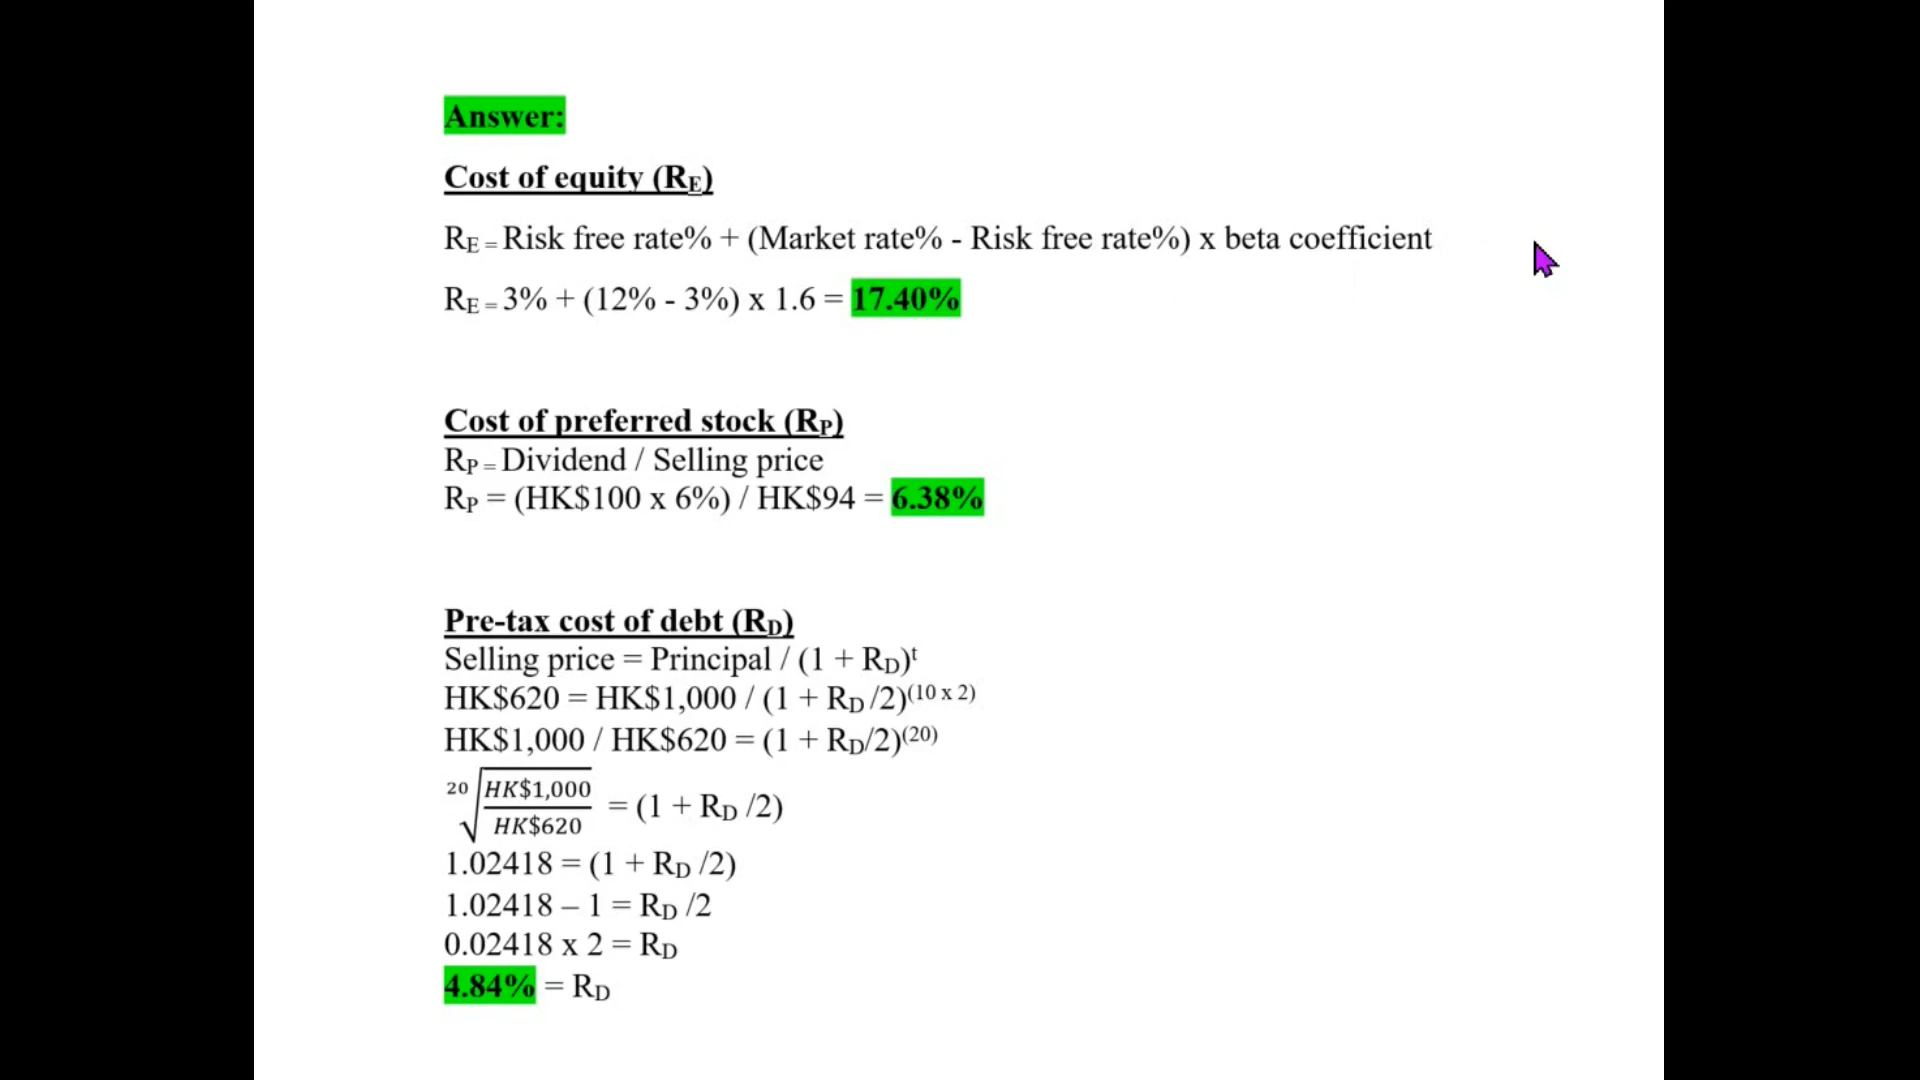 Answer:
Cost of equity (RE)
RE = Risk free rate% + (Market rate% - Risk free rate%) x beta coefficient
RE = 3% + (12% - 3%) x 1.6 = 17.40%
Cost of preferred stock (RP)
RP = Dividend / Selling price
RP = (HK$100 x 6%) / HK$94 = 6.38%
Pre-tax cost of debt (RD)
Selling price = Principal / (1 + RD)t
HK$620 = HK$1,000 / (1 + RD /2)(10 x 2)
HK$1,000 / HK$620 = (1 + RD/2)(20)
20√HK$1,000/HK$620 = (1 + RD /2)
1.02418 = (1 + RD /2)
1.02418 – 1 = RD /2
0.02418 x 2 = RD
4.84% = RD